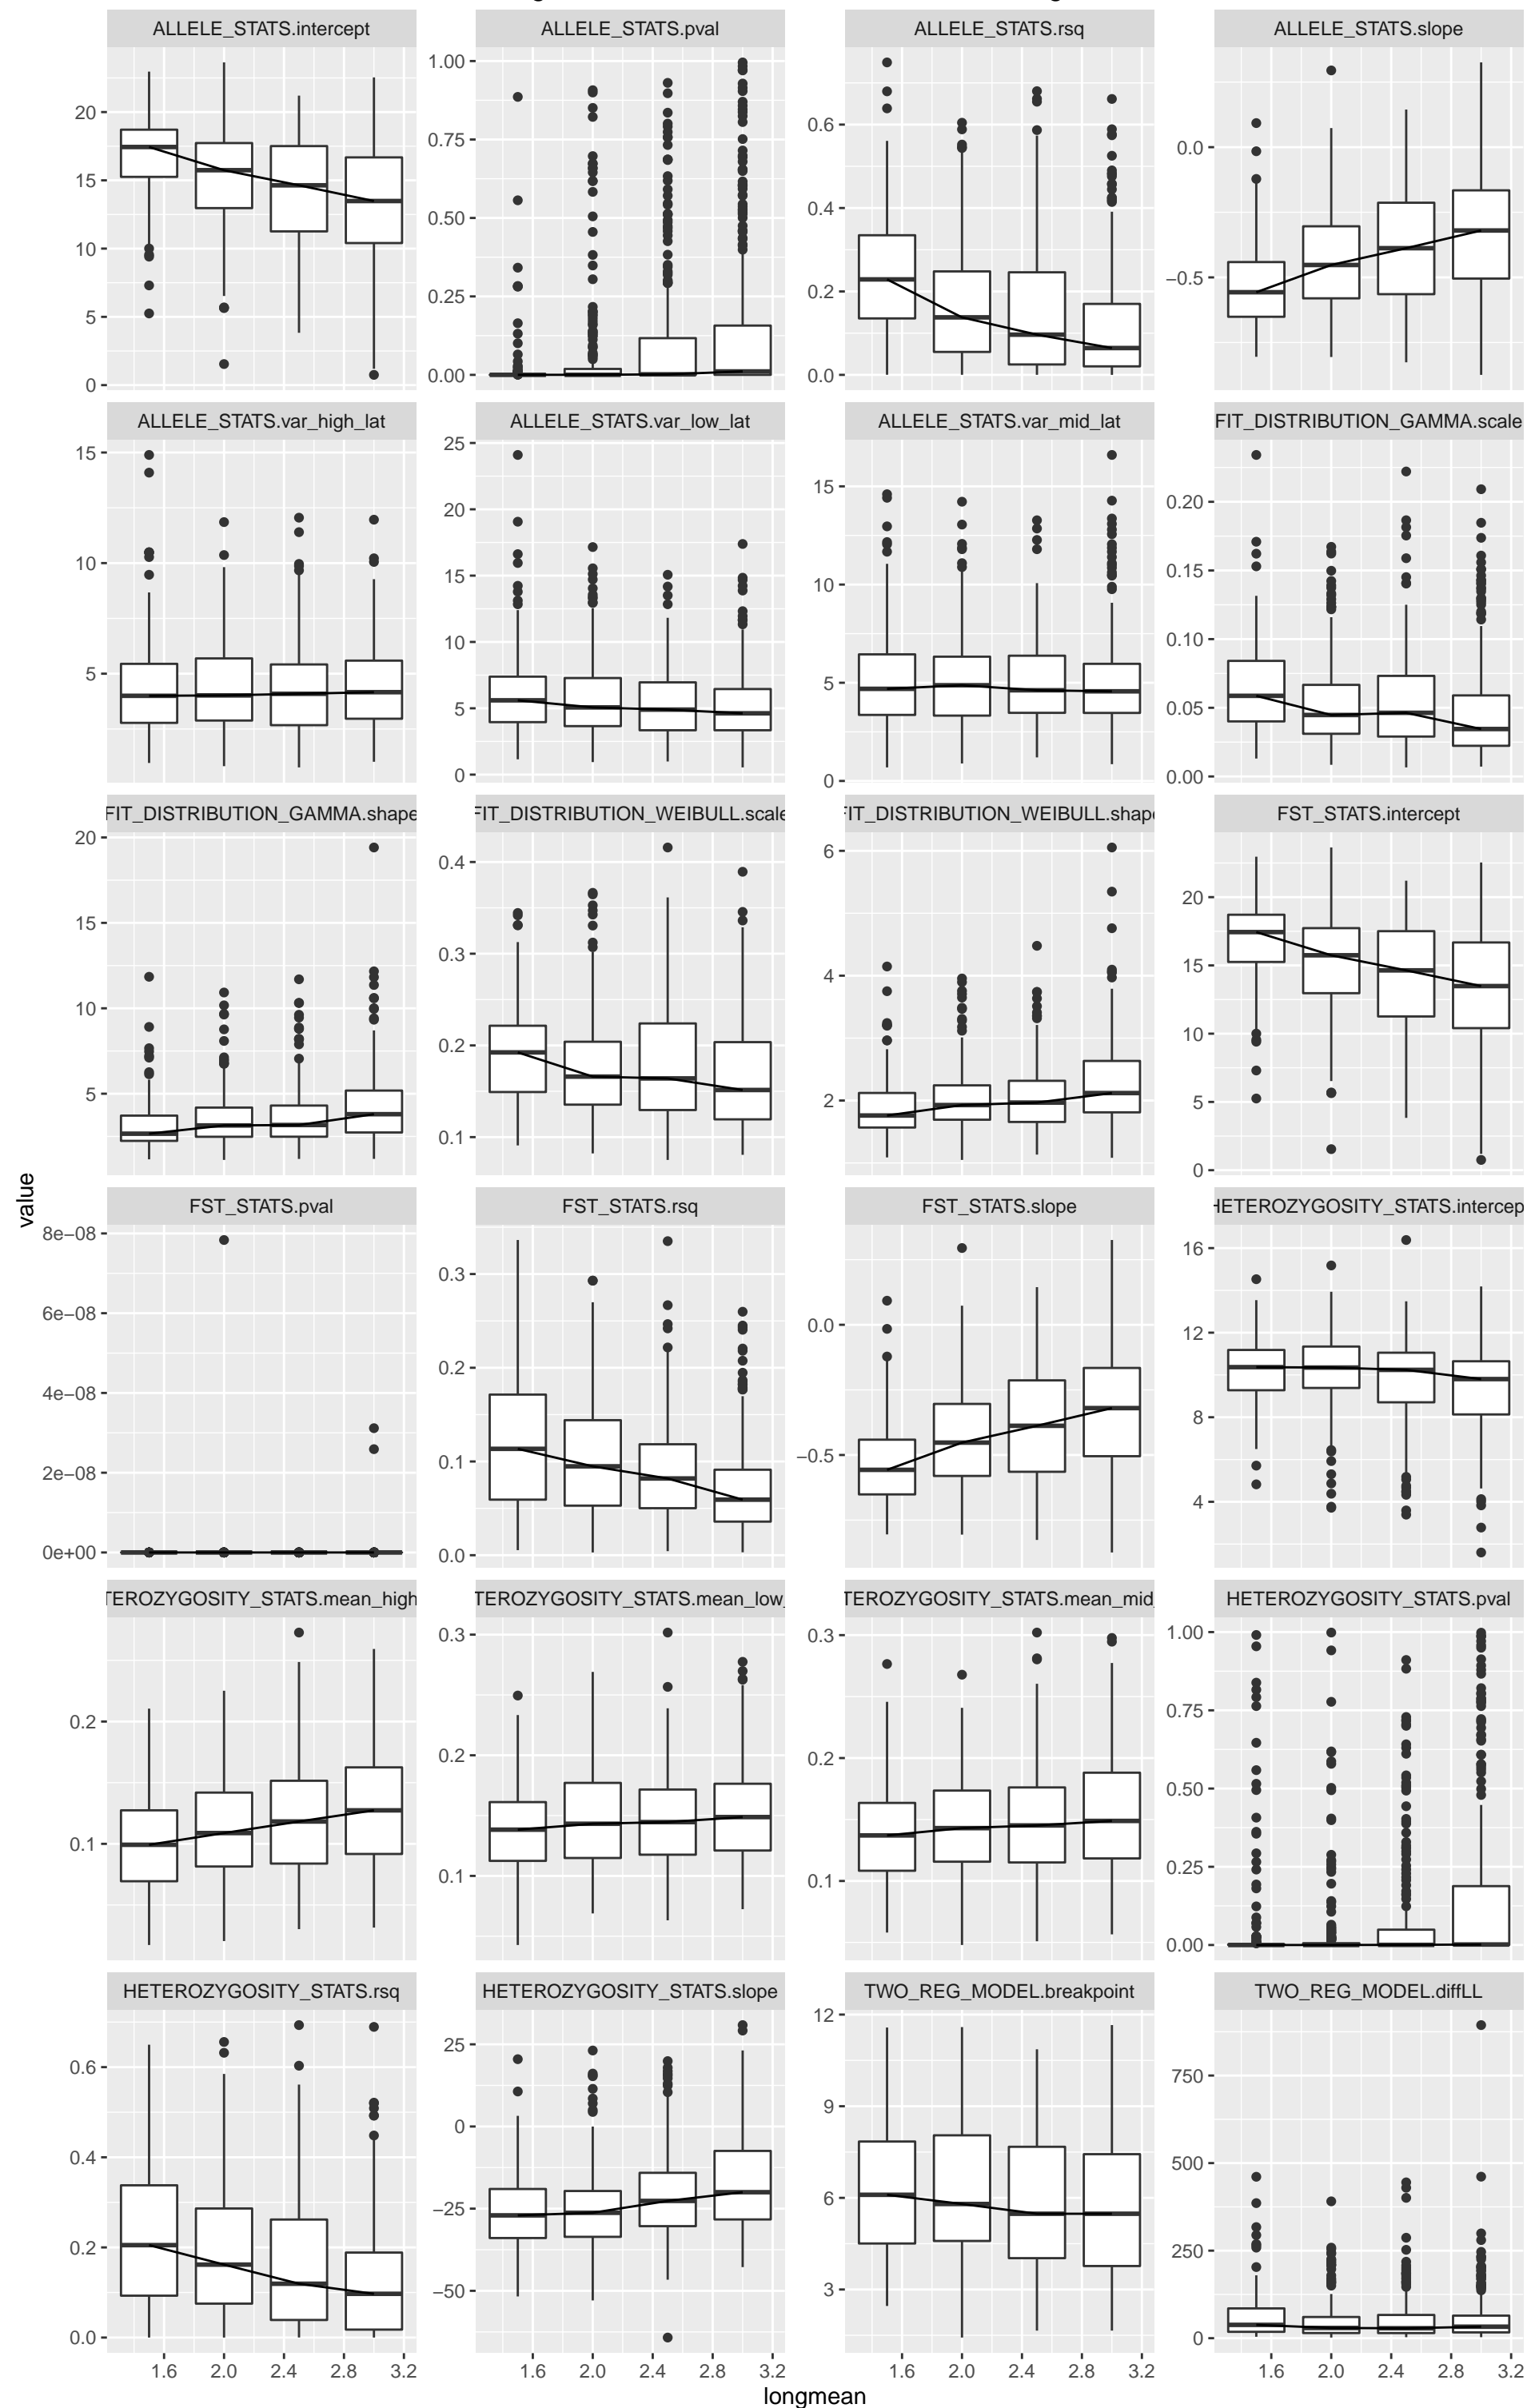 ALLELE_STATS.intercept
ALLELE_STATS.pval
ALLELE_STATS.rsq
ALLELE_STATS.slope
20
15
10
5
0
1.00
0.75
0.50
0.25
0.00
0.6
0.4
0.2
0.0
0.0
−0.5
ALLELE_STATS.var_high_lat
ALLELE_STATS.var_low_lat
ALLELE_STATS.var_mid_lat
FIT_DISTRIBUTION_GAMMA.scale
15
10
5
25
20
15
10
5
0
15
10
5
0
0.20
0.15
0.10
0.05
0.00
FIT_DISTRIBUTION_GAMMA.shape
FIT_DISTRIBUTION_WEIBULL.scale
FIT_DISTRIBUTION_WEIBULL.shape
FST_STATS.intercept
20
15
10
5
0.4
0.3
0.2
0.1
6
4
2
20
15
10
5
0
value
FST_STATS.pval
FST_STATS.rsq
FST_STATS.slope
HETEROZYGOSITY_STATS.intercep
8e−08
6e−08
4e−08
2e−08
0e+00
0.3
0.2
0.1
0.0
0.0
−0.5
16
12
8
4
TEROZYGOSITY_STATS.mean_high
TEROZYGOSITY_STATS.mean_low_
TEROZYGOSITY_STATS.mean_mid_
HETEROZYGOSITY_STATS.pval
0.2
0.1
0.3
0.2
0.1
0.3
0.2
0.1
1.00
0.75
0.50
0.25
0.00
HETEROZYGOSITY_STATS.rsq
HETEROZYGOSITY_STATS.slope
TWO_REG_MODEL.breakpoint
TWO_REG_MODEL.diffLL
0.6
0.4
0.2
0.0
25
0
−25
−50
12
9
6
3
750
500
250
0
1.6 2.0 2.4 2.8 3.2
1.6 2.0 2.4 2.8 3.2
1.6 2.0 2.4 2.8 3.2
1.6 2.0 2.4 2.8 3.2
longmean